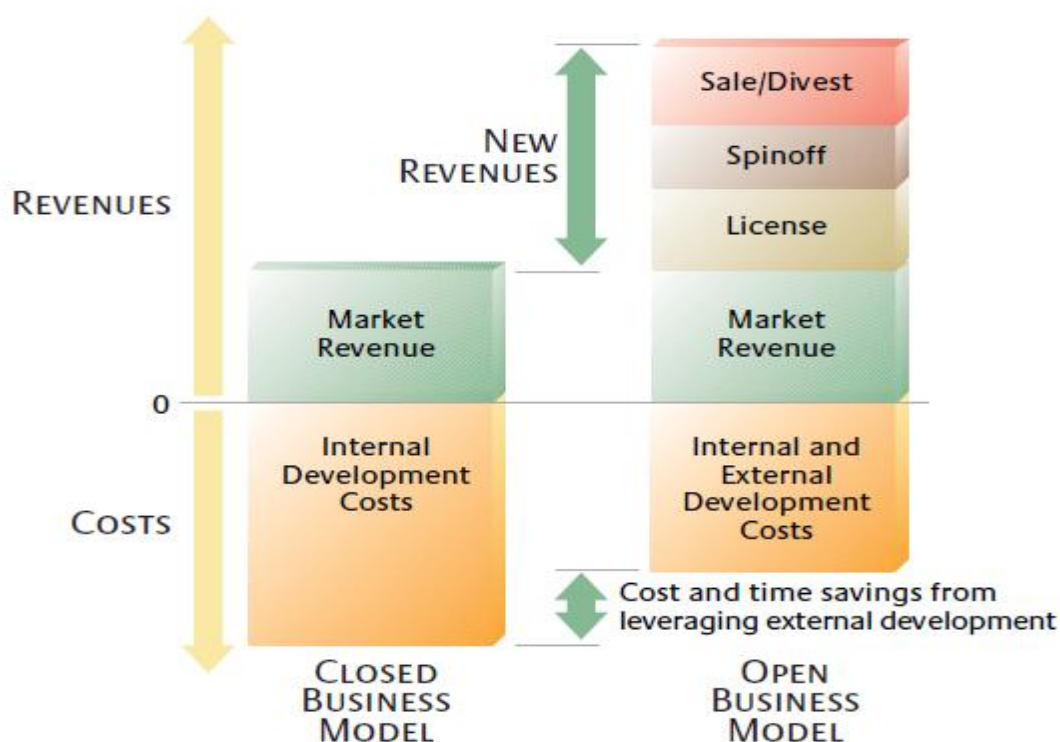 REVENUES
COSTS
0
Market
Revenue
Internal
Development
Costs
CLOSED
BUSINESS
MODEL
NEW
REVENUES
Sale/Divest
Spinoff
License
Market
Revenue
Internal and
External
Development
Costs
Cost and time savings from
leveraging external development
OPEN
BUSINESS
MODEL